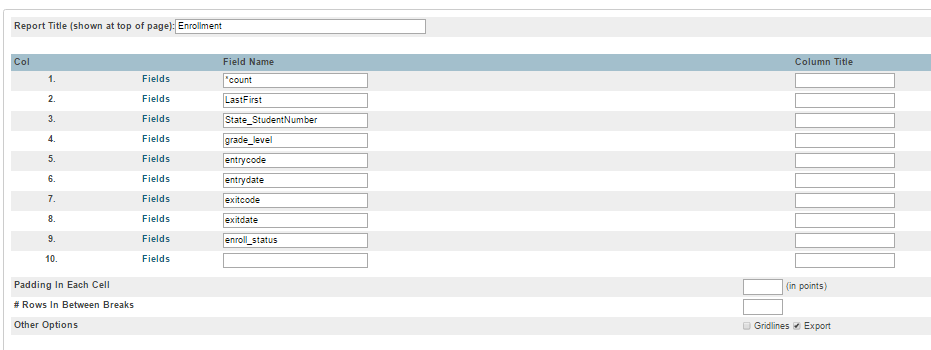 Report Title (shown at top of page): Enrollment
Col Field Name Column Title
1. Fields *count
2. Fields LastFirst
3. Fields State_StudentNumber
4. Fields grade_level
5. Fields entrycode
6. Fields entrydate
7. Fields exitcode
8. Fields exitdate
9. Fields enroll_status
10. Fields
Padding In Each Cell (in points)
# Rows In Between Breaks
Other Options Gridlines Export